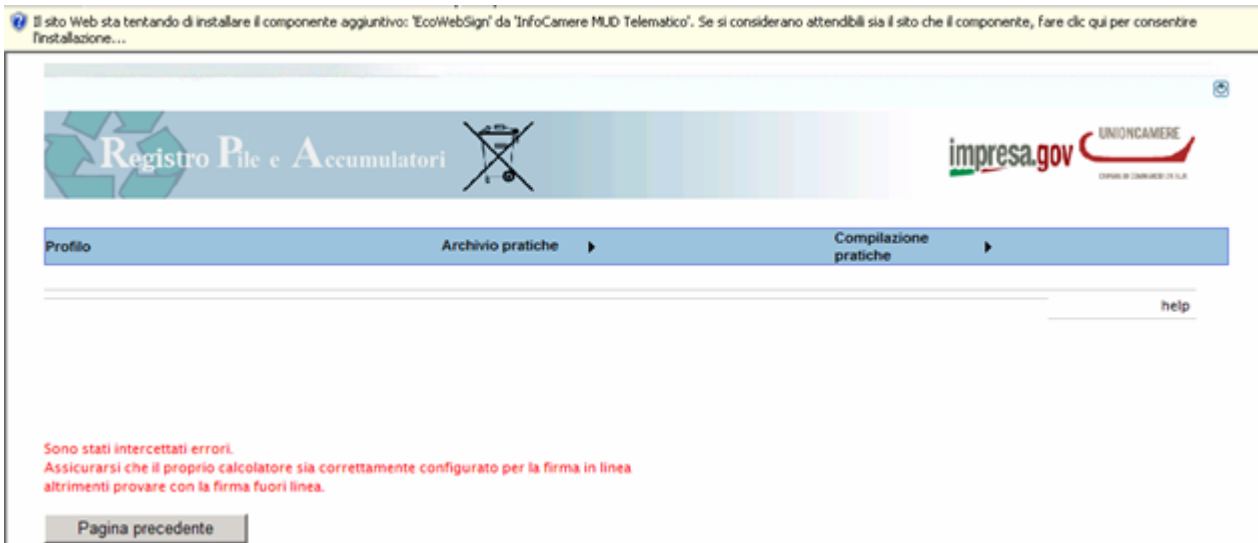 Il sito Web sta tentando di installare il componente aggiuntivo: 'EcoWebSign' da 'InfoCamere MUD Telematico'. Se si considerano attendibili sia il sito che il componente, fare clic qui per consentire
l'installazione...
Registro Pile e Accumulatori
impresa.gov
UNIONCAMERE
Profilo
Archivio pratiche
Compilazione
pratiche
help
Sono stati intercettati errori.
Assicurarsi che il proprio calcolatore sia correttamente configurato per la firma in linea
altrimenti provare con la firma fuori linea.
Pagina precedente